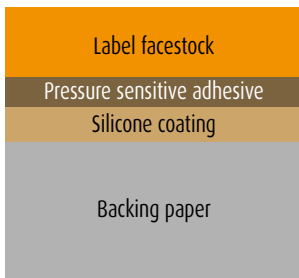 Label facestock
Pressure sensitive adhesive
Silicone coating
Backing paper